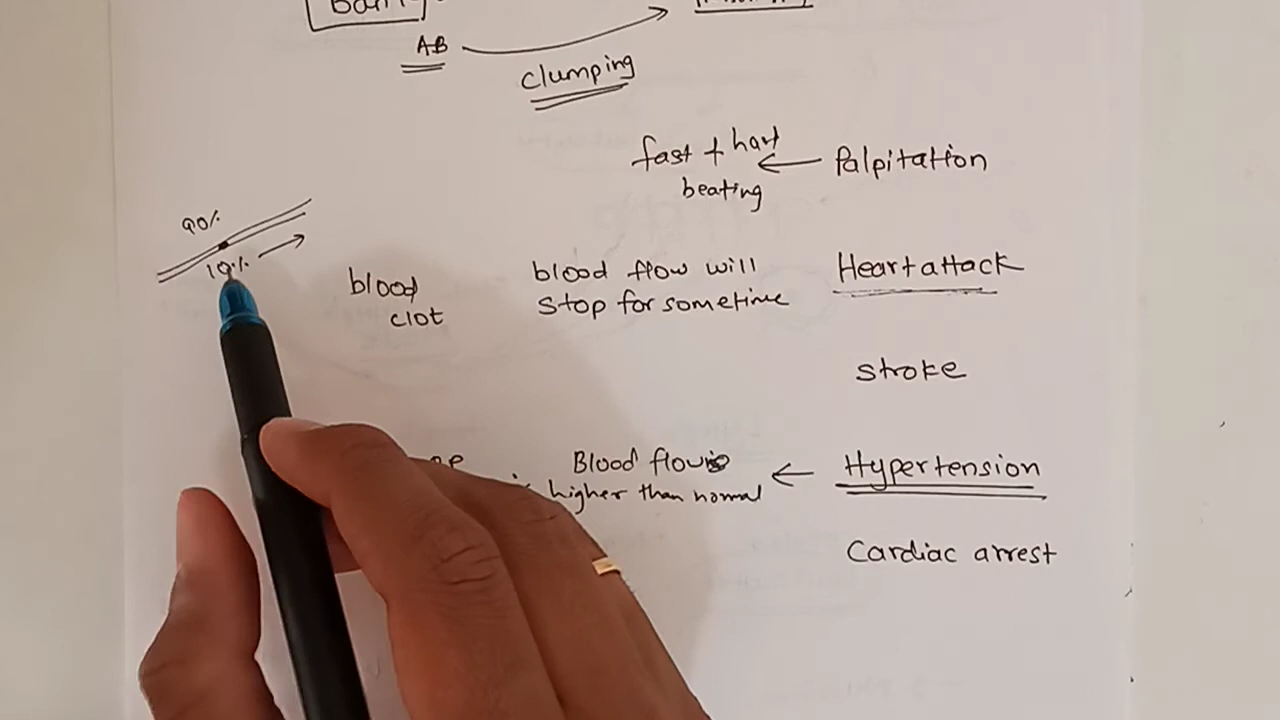 AB
clumping
fast + hart
beating
Palpitation
90%
10%
blood
clot
blood flow will
stop for sometime
Heart attack
stroke
Blood flow is
higher than normal
Hypertension
Cardiac arrest